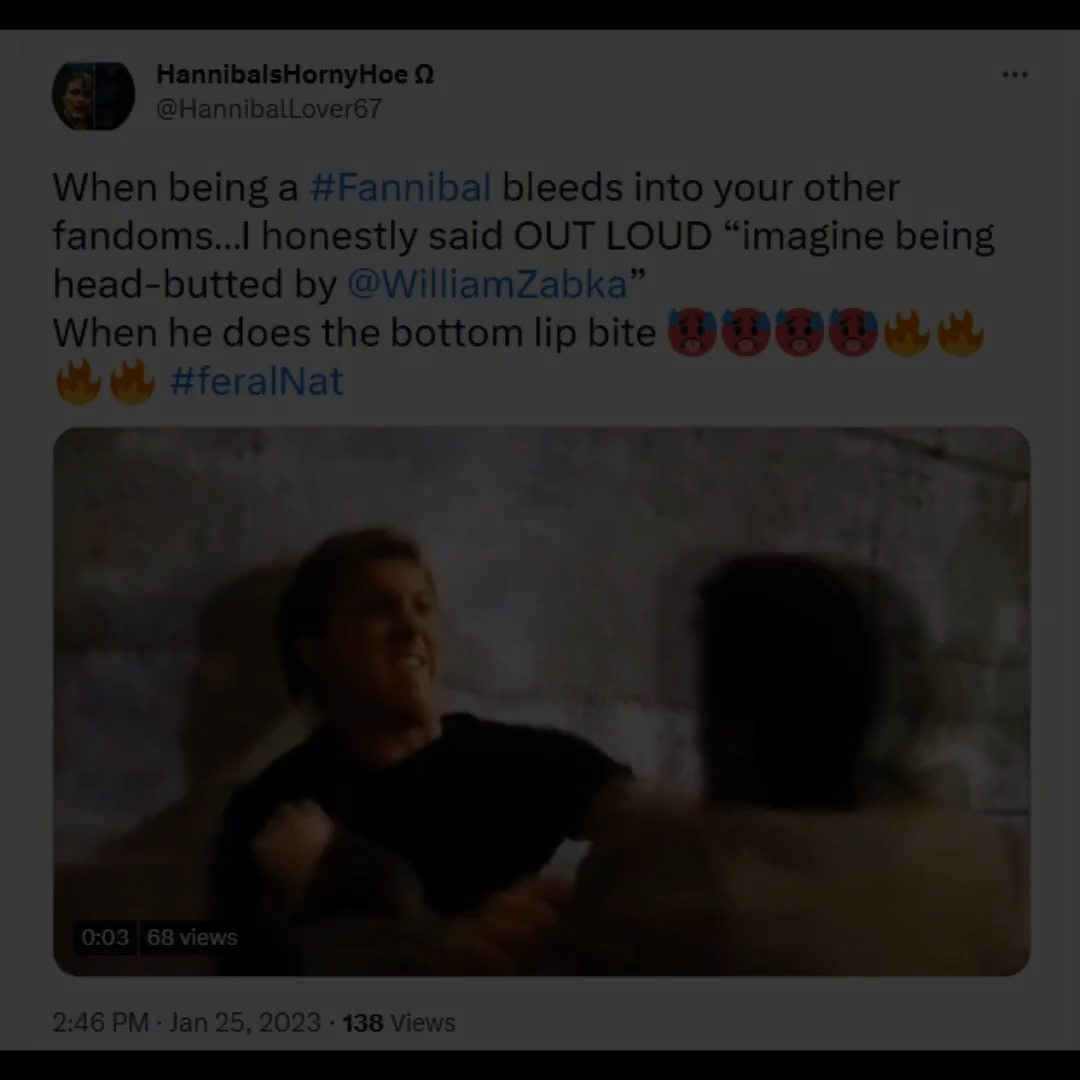 HannibalsHornyHoe Ω
@HannibalLover67
When being a #Fannibal bleeds into your other
fandoms...I honestly said OUT LOUD “imagine being
head-butted by @WilliamZabka”
When he does the bottom lip bite 🥵🥵🥵🥵🔥🔥
🔥🔥 #feralNat
0:03 68 views
2:46 PM · Jan 25, 2023 · 138 Views